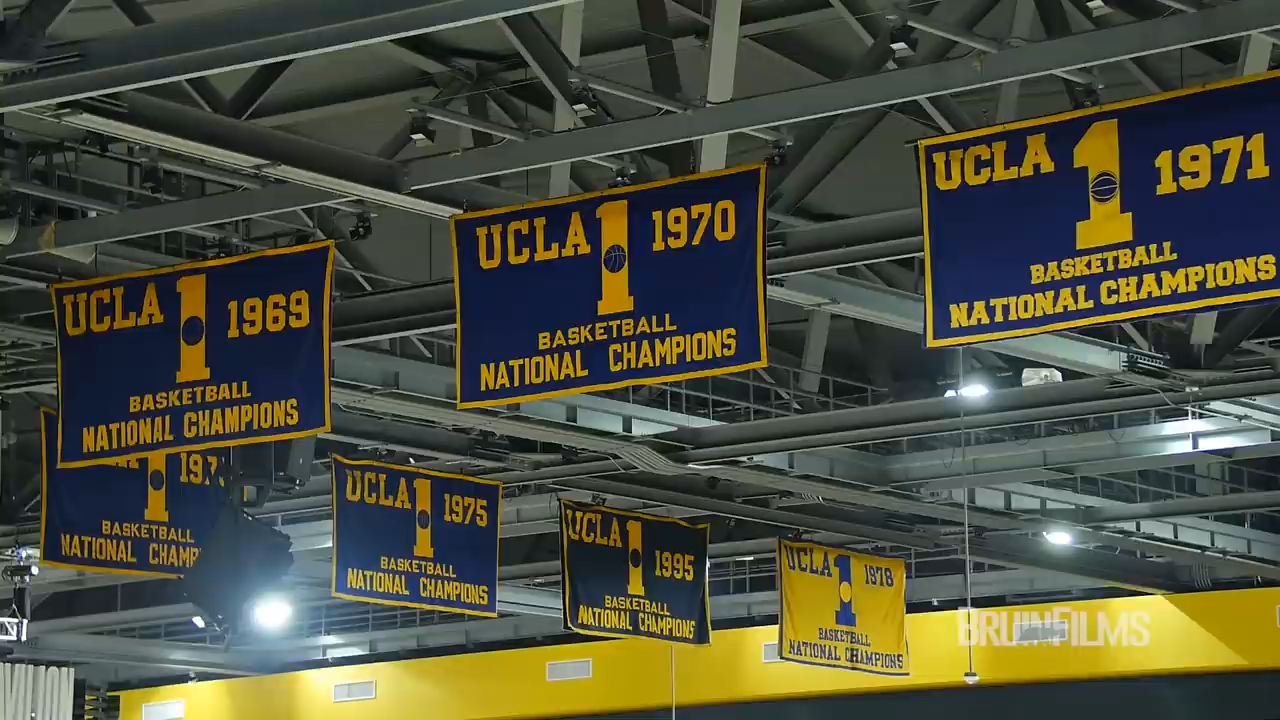 UCLA 1 1969
BASKETBALL
NATIONAL CHAMPIONS
UCLA 1 1970
BASKETBALL
NATIONAL CHAMPIONS
UCLA 1 1971
BASKETBALL
NATIONAL CHAMPIONS
1
BASKETBALL
NATIONAL
UCLA 1 1975
BASKETBALL
NATIONAL CHAMPIONS
UCLA 1 1995
BASKETBALL
NATIONAL CHAMPIONS
UCLA 1 1978
BASKETBALL
NATIONAL CHAMPIONS
BRUINFILMS